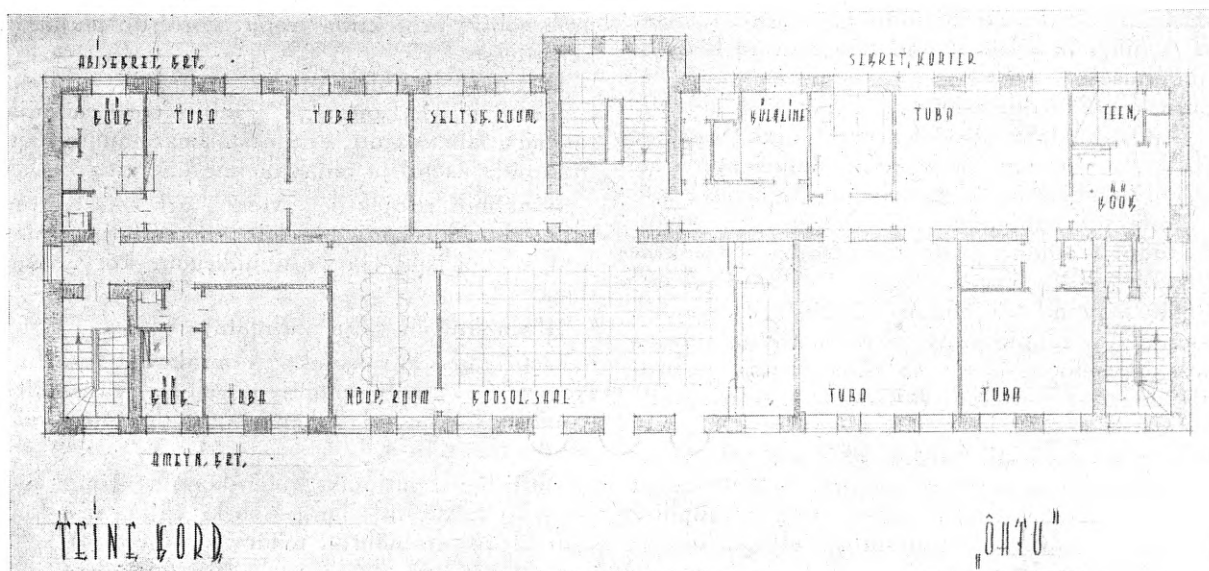 ABISEKRET. KRT.
SEKRET. KORTER
KÖÖK TUBA TUBA SELTSK. RUUM. KÜLALINE TUBA TEEN.
KÖÖK
KÖÖK TUBA NÕUP. RUUM KOOSOL. SAAL TUBA TUBA
AMETN. KRT.
TEINE KORD
„ÕHTU"